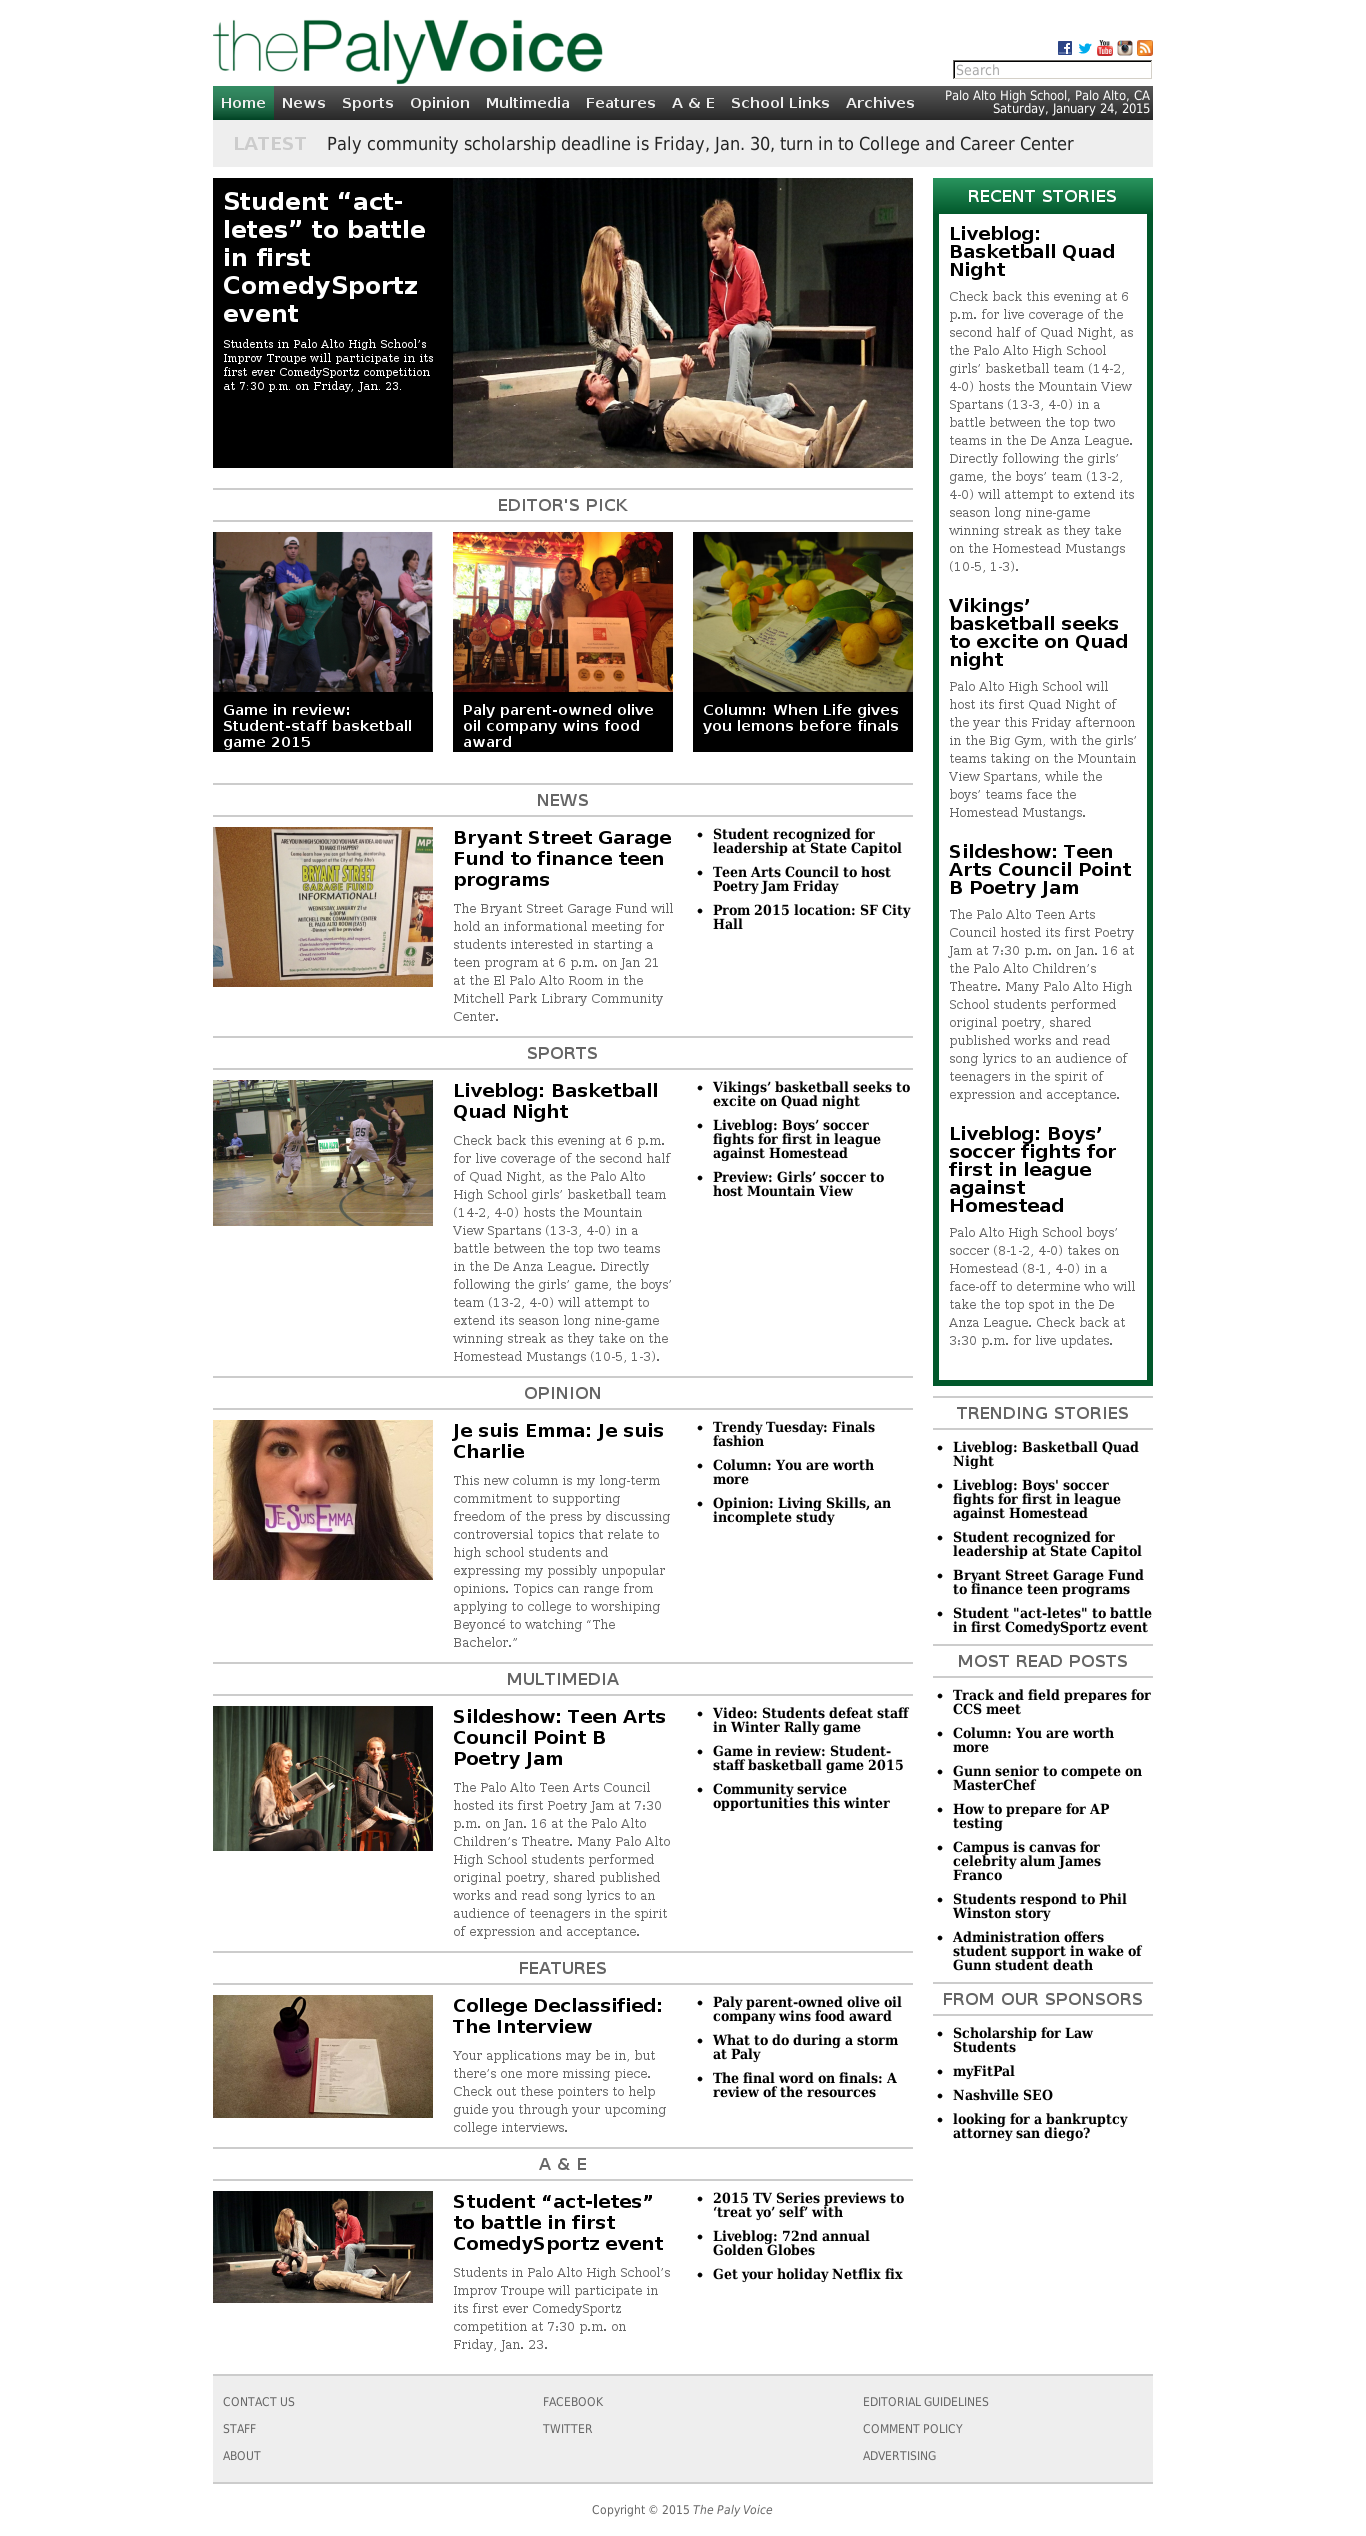 thePalyVoice
Search
Home News Sports Opinion Multimedia Features A & E School Links Archives
Palo Alto High School, Palo Alto, CA
Saturday, January 24, 2015
LATEST Paly community scholarship deadline is Friday, Jan. 30, turn in to College and Career Center
Student “act-
letes” to battle
in first
ComedySportz
event
Students in Palo Alto High School’s
Improv Troupe will participate in its
first ever ComedySportz competition
at 7:30 p.m. on Friday, Jan. 23.
EDITOR'S PICK
Game in review:
Student-staff basketball
game 2015
Paly parent-owned olive
oil company wins food
award
Column: When Life gives
you lemons before finals
NEWS
BRYANT STREET
GARAGE FUND
INFORMATIONAL!
Bryant Street Garage
Fund to finance teen
programs
The Bryant Street Garage Fund will
hold an informational meeting for
students interested in starting a
teen program at 6 p.m. on Jan 21
at the El Palo Alto Room in the
Mitchell Park Library Community
Center.
Student recognized for
leadership at State Capitol
Teen Arts Council to host
Poetry Jam Friday
Prom 2015 location: SF City
Hall
SPORTS
PALO ALTO
25
Liveblog: Basketball
Quad Night
Check back this evening at 6 p.m.
for live coverage of the second half
of Quad Night, as the Palo Alto
High School girls’ basketball team
(14-2, 4-0) hosts the Mountain
View Spartans (13-3, 4-0) in a
battle between the top two teams
in the De Anza League. Directly
following the girls’ game, the boys’
team (13-2, 4-0) will attempt to
extend its season long nine-game
winning streak as they take on the
Homestead Mustangs (10-5, 1-3).
Vikings’ basketball seeks to
excite on Quad night
Liveblog: Boys’ soccer
fights for first in league
against Homestead
Preview: Girls’ soccer to
host Mountain View
OPINION
JE SUIS EMMA
Je suis Emma: Je suis
Charlie
This new column is my long-term
commitment to supporting
freedom of the press by discussing
controversial topics that relate to
high school students and
expressing my possibly unpopular
opinions. Topics can range from
applying to college to worshiping
Beyoncé to watching “The
Bachelor.”
Trendy Tuesday: Finals
fashion
Column: You are worth
more
Opinion: Living Skills, an
incomplete study
MULTIMEDIA
Sildeshow: Teen Arts
Council Point B
Poetry Jam
The Palo Alto Teen Arts Council
hosted its first Poetry Jam at 7:30
p.m. on Jan. 16 at the Palo Alto
Children’s Theatre. Many Palo Alto
High School students performed
original poetry, shared published
works and read song lyrics to an
audience of teenagers in the spirit
of expression and acceptance.
Video: Students defeat staff
in Winter Rally game
Game in review: Student-
staff basketball game 2015
Community service
opportunities this winter
FEATURES
College Declassified:
The Interview
Your applications may be in, but
there’s one more missing piece.
Check out these pointers to help
guide you through your upcoming
college interviews.
Paly parent-owned olive oil
company wins food award
What to do during a storm
at Paly
The final word on finals: A
review of the resources
A & E
Student “act-letes”
to battle in first
ComedySportz event
Students in Palo Alto High School’s
Improv Troupe will participate in
its first ever ComedySportz
competition at 7:30 p.m. on
Friday, Jan. 23.
2015 TV Series previews to
‘treat yo’ self’ with
Liveblog: 72nd annual
Golden Globes
Get your holiday Netflix fix
RECENT STORIES
Liveblog:
Basketball Quad
Night
Check back this evening at 6
p.m. for live coverage of the
second half of Quad Night, as
the Palo Alto High School
girls’ basketball team (14-2,
4-0) hosts the Mountain View
Spartans (13-3, 4-0) in a
battle between the top two
teams in the De Anza League.
Directly following the girls’
game, the boys’ team (13-2,
4-0) will attempt to extend its
season long nine-game
winning streak as they take
on the Homestead Mustangs
(10-5, 1-3).
Vikings’
basketball seeks
to excite on Quad
night
Palo Alto High School will
host its first Quad Night of
the year this Friday afternoon
in the Big Gym, with the girls’
teams taking on the Mountain
View Spartans, while the
boys’ teams face the
Homestead Mustangs.
Sildeshow: Teen
Arts Council Point
B Poetry Jam
The Palo Alto Teen Arts
Council hosted its first Poetry
Jam at 7:30 p.m. on Jan. 16 at
the Palo Alto Children’s
Theatre. Many Palo Alto High
School students performed
original poetry, shared
published works and read
song lyrics to an audience of
teenagers in the spirit of
expression and acceptance.
Liveblog: Boys’
soccer fights for
first in league
against
Homestead
Palo Alto High School boys’
soccer (8-1-2, 4-0) takes on
Homestead (8-1, 4-0) in a
face-off to determine who will
take the top spot in the De
Anza League. Check back at
3:30 p.m. for live updates.
TRENDING STORIES
Liveblog: Basketball Quad
Night
Liveblog: Boys' soccer
fights for first in league
against Homestead
Student recognized for
leadership at State Capitol
Bryant Street Garage Fund
to finance teen programs
Student "act-letes" to battle
in first ComedySportz event
MOST READ POSTS
Track and field prepares for
CCS meet
Column: You are worth
more
Gunn senior to compete on
MasterChef
How to prepare for AP
testing
Campus is canvas for
celebrity alum James
Franco
Students respond to Phil
Winston story
Administration offers
student support in wake of
Gunn student death
FROM OUR SPONSORS
Scholarship for Law
Students
myFitPal
Nashville SEO
looking for a bankruptcy
attorney san diego?
CONTACT US FACEBOOK EDITORIAL GUIDELINES
STAFF TWITTER COMMENT POLICY
ABOUT ADVERTISING
Copyright © 2015 The Paly Voice